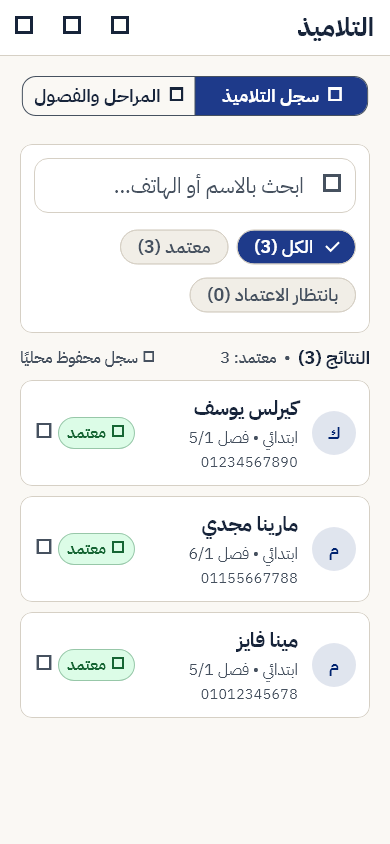 التلاميذ
سجل التلاميذ
المراحل والفصول
ابحث بالاسم أو الهاتف...
الكل (3)
معتمد (3)
بانتظار الاعتماد (0)
النتائج (3) • معتمد: 3
سجل محفوظ محليًا
ك
كيرلس يوسف
ابتدائي • فصل 5/1
01234567890
معتمد
م
مارينا مجدي
ابتدائي • فصل 6/1
01155667788
معتمد
م
مينا فايز
ابتدائي • فصل 5/1
01012345678
معتمد